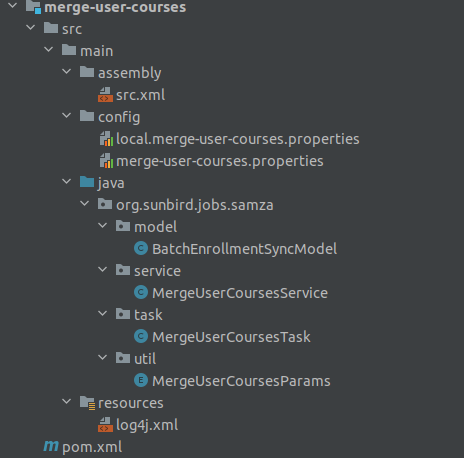 merge-user-courses
src
main
assembly
src.xml
config
local.merge-user-courses.properties
merge-user-courses.properties
java
org.sunbird.jobs.samza
model
C BatchEnrollmentSyncModel
service
C MergeUserCoursesService
task
C MergeUserCoursesTask
util
E MergeUserCoursesParams
resources
log4j.xml
m pom.xml